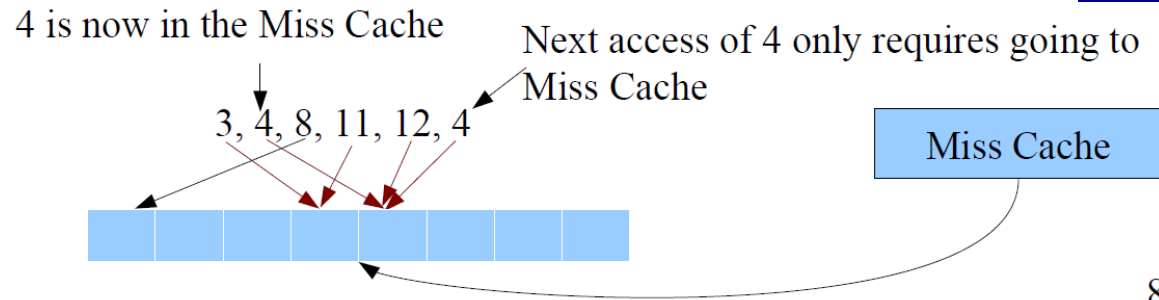 4 is now in the Miss Cache
Next access of 4 only requires going to
Miss Cache
3, 4, 8, 11, 12, 4
Miss Cache
8